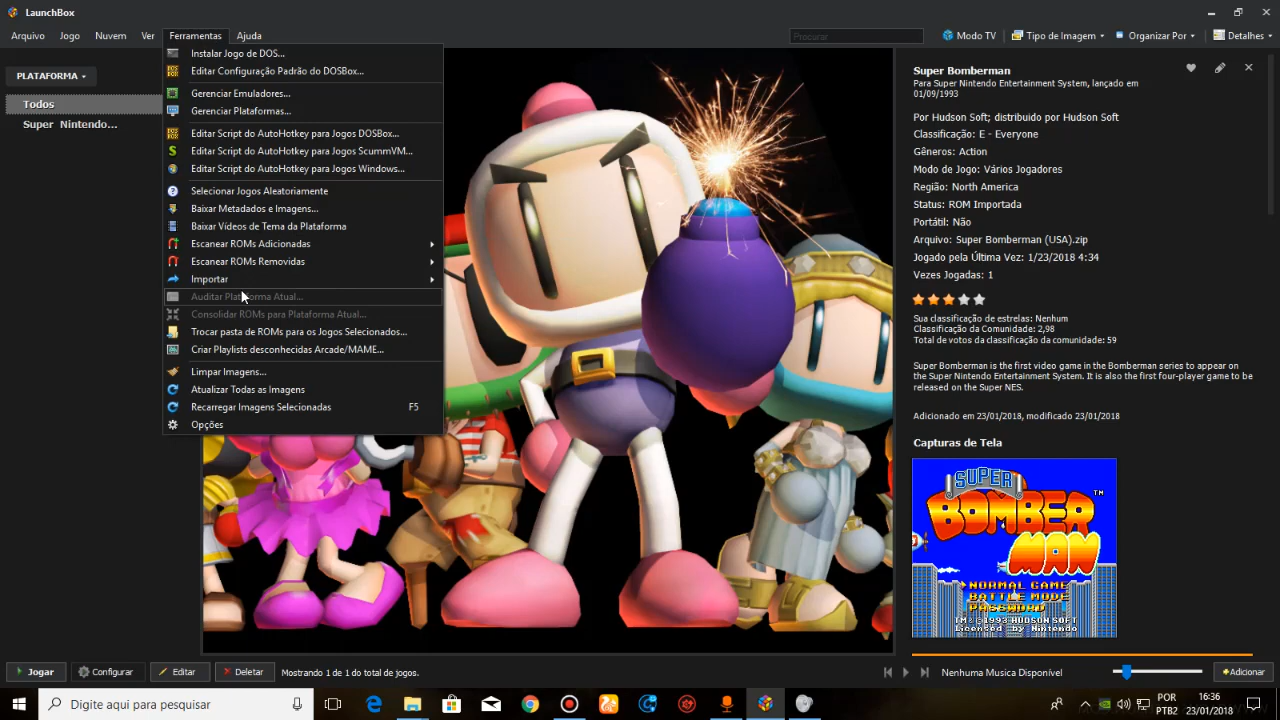 LaunchBox
Arquivo Jogo Nuvem Ver Ferramentas Ajuda
Procurar
Modo TV Tipo de Imagem Organizar Por Detalhes
PLATAFORMA
Todos
Super Nintendo...
Instalar Jogo de DOS...
Editar Configuração Padrão do DOSBox...
Gerenciar Emuladores...
Gerenciar Plataformas...
Editar Script do AutoHotkey para Jogos DOSBox...
Editar Script do AutoHotkey para Jogos ScummVM...
Editar Script do AutoHotkey para Jogos Windows...
Selecionar Jogos Aleatoriamente
Baixar Metadados e Imagens...
Baixar Vídeos de Tema da Plataforma
Escanear ROMs Adicionadas
Escanear ROMs Removidas
Importar
Auditar Plataforma Atual...
Consolidar ROMs para Plataforma Atual...
Trocar pasta de ROMs para os Jogos Selecionados...
Criar Playlists desconhecidas Arcade/MAME...
Limpar Imagens...
Atualizar Todas as Imagens
Recarregar Imagens Selecionadas F5
Opções
Super Bomberman
Para Super Nintendo Entertainment System, lançado em
01/09/1993
Por Hudson Soft; distribuido por Hudson Soft
Classificação: E - Everyone
Gêneros: Action
Modo de Jogo: Vários Jogadores
Região: North America
Status: ROM Importada
Portátil: Não
Arquivo: Super Bomberman (USA).zip
Jogado pela Última Vez: 1/23/2018 4:34
Vezes Jogadas: 1
Sua classificação de estrelas: Nenhum
Classificação da Comunidade: 2,98
Total de votos da classificação da comunidade: 59
Super Bomberman is the first video game in the Bomberman series to appear on
the Super Nintendo Entertainment System. It is also the first four-player game to be
released on the Super NES.
Adicionado em 23/01/2018, modificado 23/01/2018
Capturas de Tela
SUPER
BOMBER
MAN™
NORMAL GAME
BATTLE MODE
PASSWORD
TM & ©1993 HUDSON SOFT
Licensed by Nintendo
Jogar Configurar Editar Deletar Mostrando 1 de 1 do total de jogos.
Nenhuma Musica Disponível
Adicionar
Digite aqui para pesquisar
POR
PTB2
16:36
23/01/2018